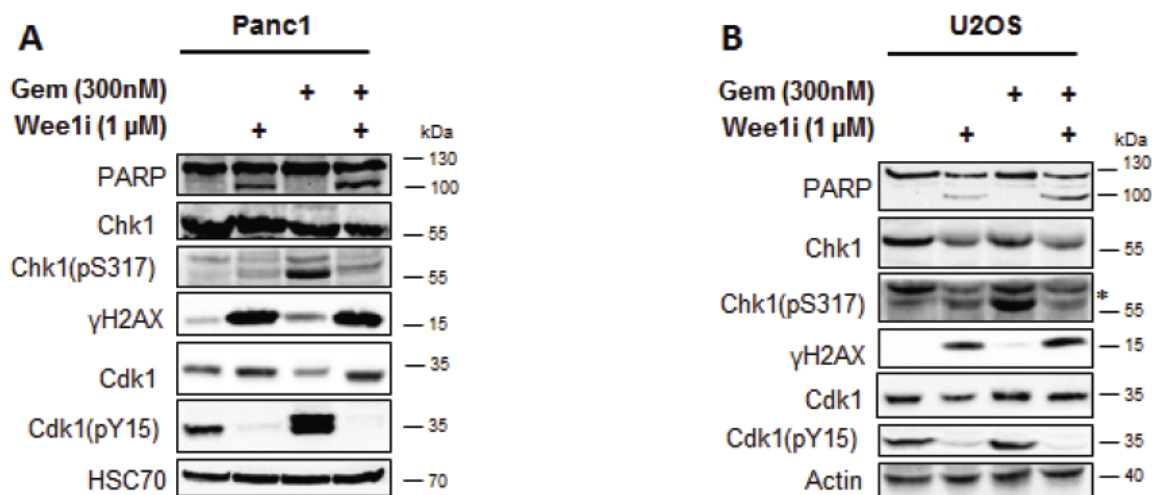 A
Panc1
Gem (300nM) + +
Wee1i (1 µM) + +
kDa
PARP 130
100
Chk1 55
Chk1(pS317) 55
γH2AX 15
Cdk1 35
Cdk1(pY15) 35
HSC70 70
B
U2OS
Gem (300nM) + +
Wee1i (1 µM) + +
kDa
PARP 130
100
Chk1 55
Chk1(pS317) *
55
γH2AX 15
Cdk1 35
Cdk1(pY15) 35
Actin 40